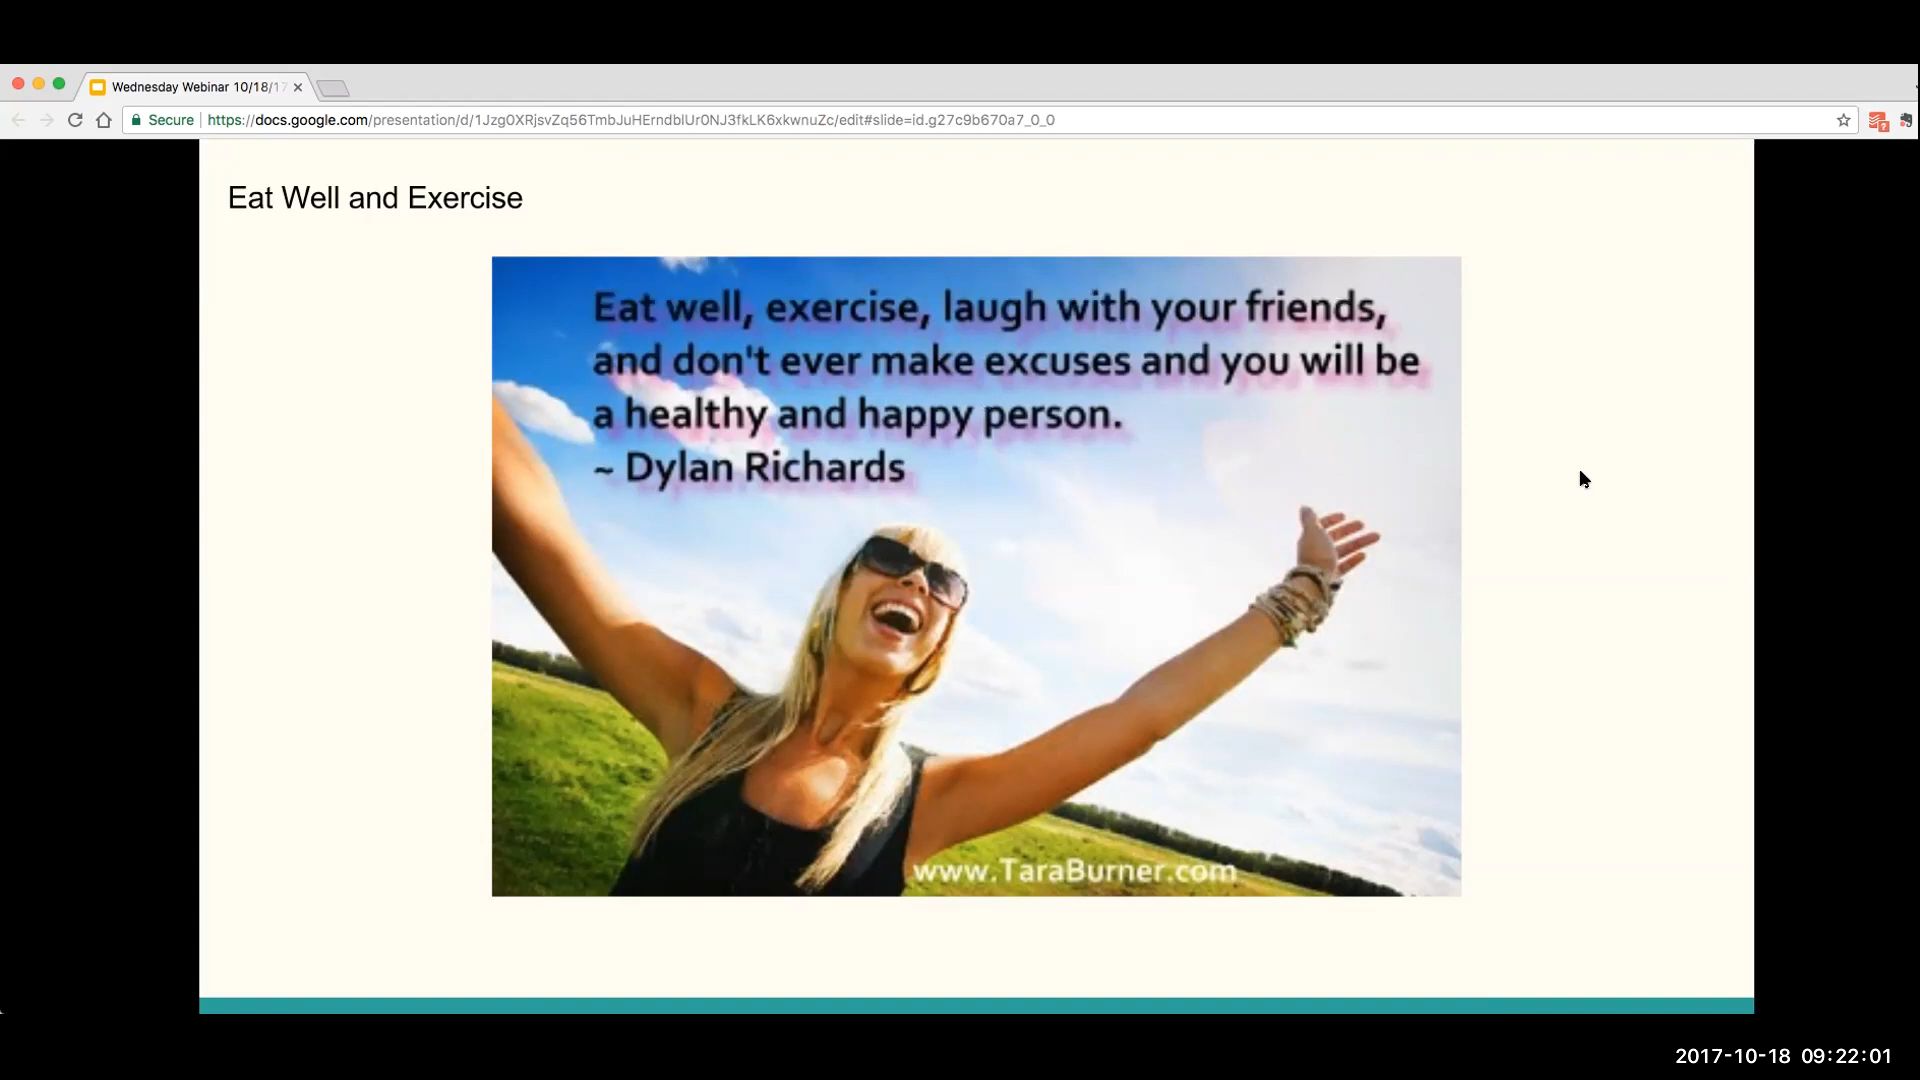 Wednesday Webinar 10/18/17
Secure
https://docs.google.com/presentation/d/1Jzg0XRjsvZq56TmbJuHErndblUr0NJ3fkLK6xkwnuZc/edit#slide=id.g27c9b670a7_0_0
Eat Well and Exercise
Eat well, exercise, laugh with your friends,
and don't ever make excuses and you will be
a healthy and happy person.
~ Dylan Richards
www.TaraBurner.com
2017-10-18 09:22:01